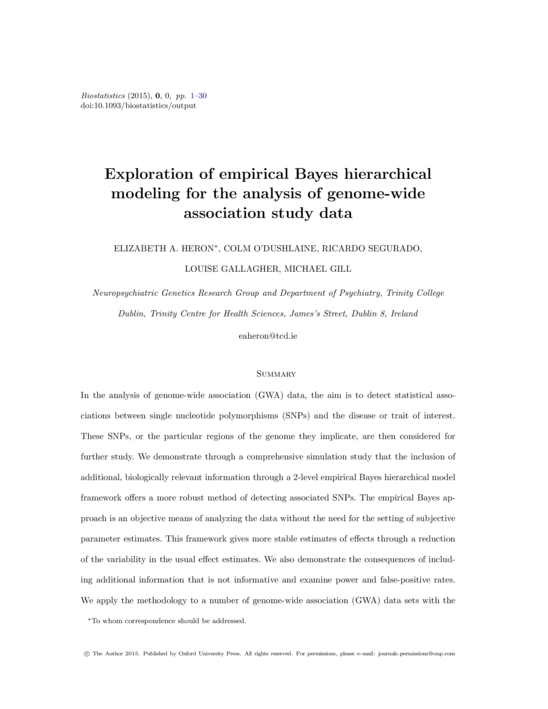 Biostatistics (2015), 0, 0, pp. 1–30
doi:10.1093/biostatistics/output
Exploration of empirical Bayes hierarchical
modeling for the analysis of genome-wide
association study data
ELIZABETH A. HERON*, COLM O'DUSHLAINE, RICARDO SEGURADO,
LOUISE GALLAGHER, MICHAEL GILL
Neuropsychiatric Genetics Research Group and Department of Psychiatry, Trinity College
Dublin, Trinity Centre for Health Sciences, James's Street, Dublin 8, Ireland
eaheron@tcd.ie
Summary
In the analysis of genome-wide association (GWA) data, the aim is to detect statistical asso-
ciations between single nucleotide polymorphisms (SNPs) and the disease or trait of interest.
These SNPs, or the particular regions of the genome they implicate, are then considered for
further study. We demonstrate through a comprehensive simulation study that the inclusion of
additional, biologically relevant information through a 2-level empirical Bayes hierarchical model
framework offers a more robust method of detecting associated SNPs. The empirical Bayes ap-
proach is an objective means of analyzing the data without the need for the setting of subjective
parameter estimates. This framework gives more stable estimates of effects through a reduction
of the variability in the usual effect estimates. We also demonstrate the consequences of includ-
ing additional information that is not informative and examine power and false-positive rates.
We apply the methodology to a number of genome-wide association (GWA) data sets with the
*To whom correspondence should be addressed.
© The Author 2015. Published by Oxford University Press. All rights reserved. For permissions, please e-mail: journals.permissions@oup.com